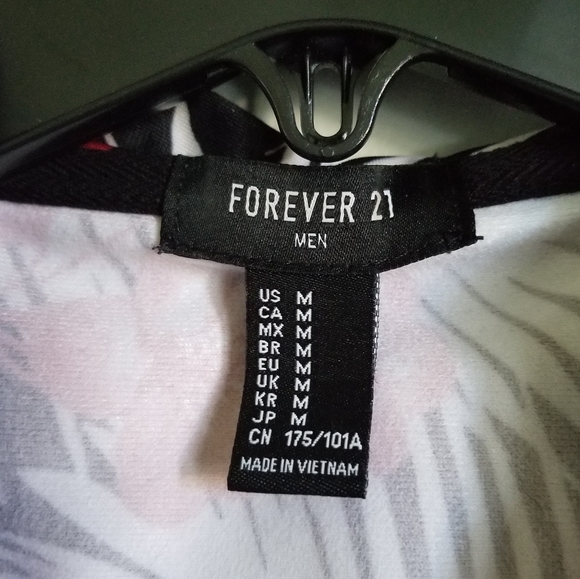 FOREVER 21
MEN
US M
CA M
MX M
BR M
EU M
UK M
KR M
JP M
CN 175/101A
MADE IN VIETNAM